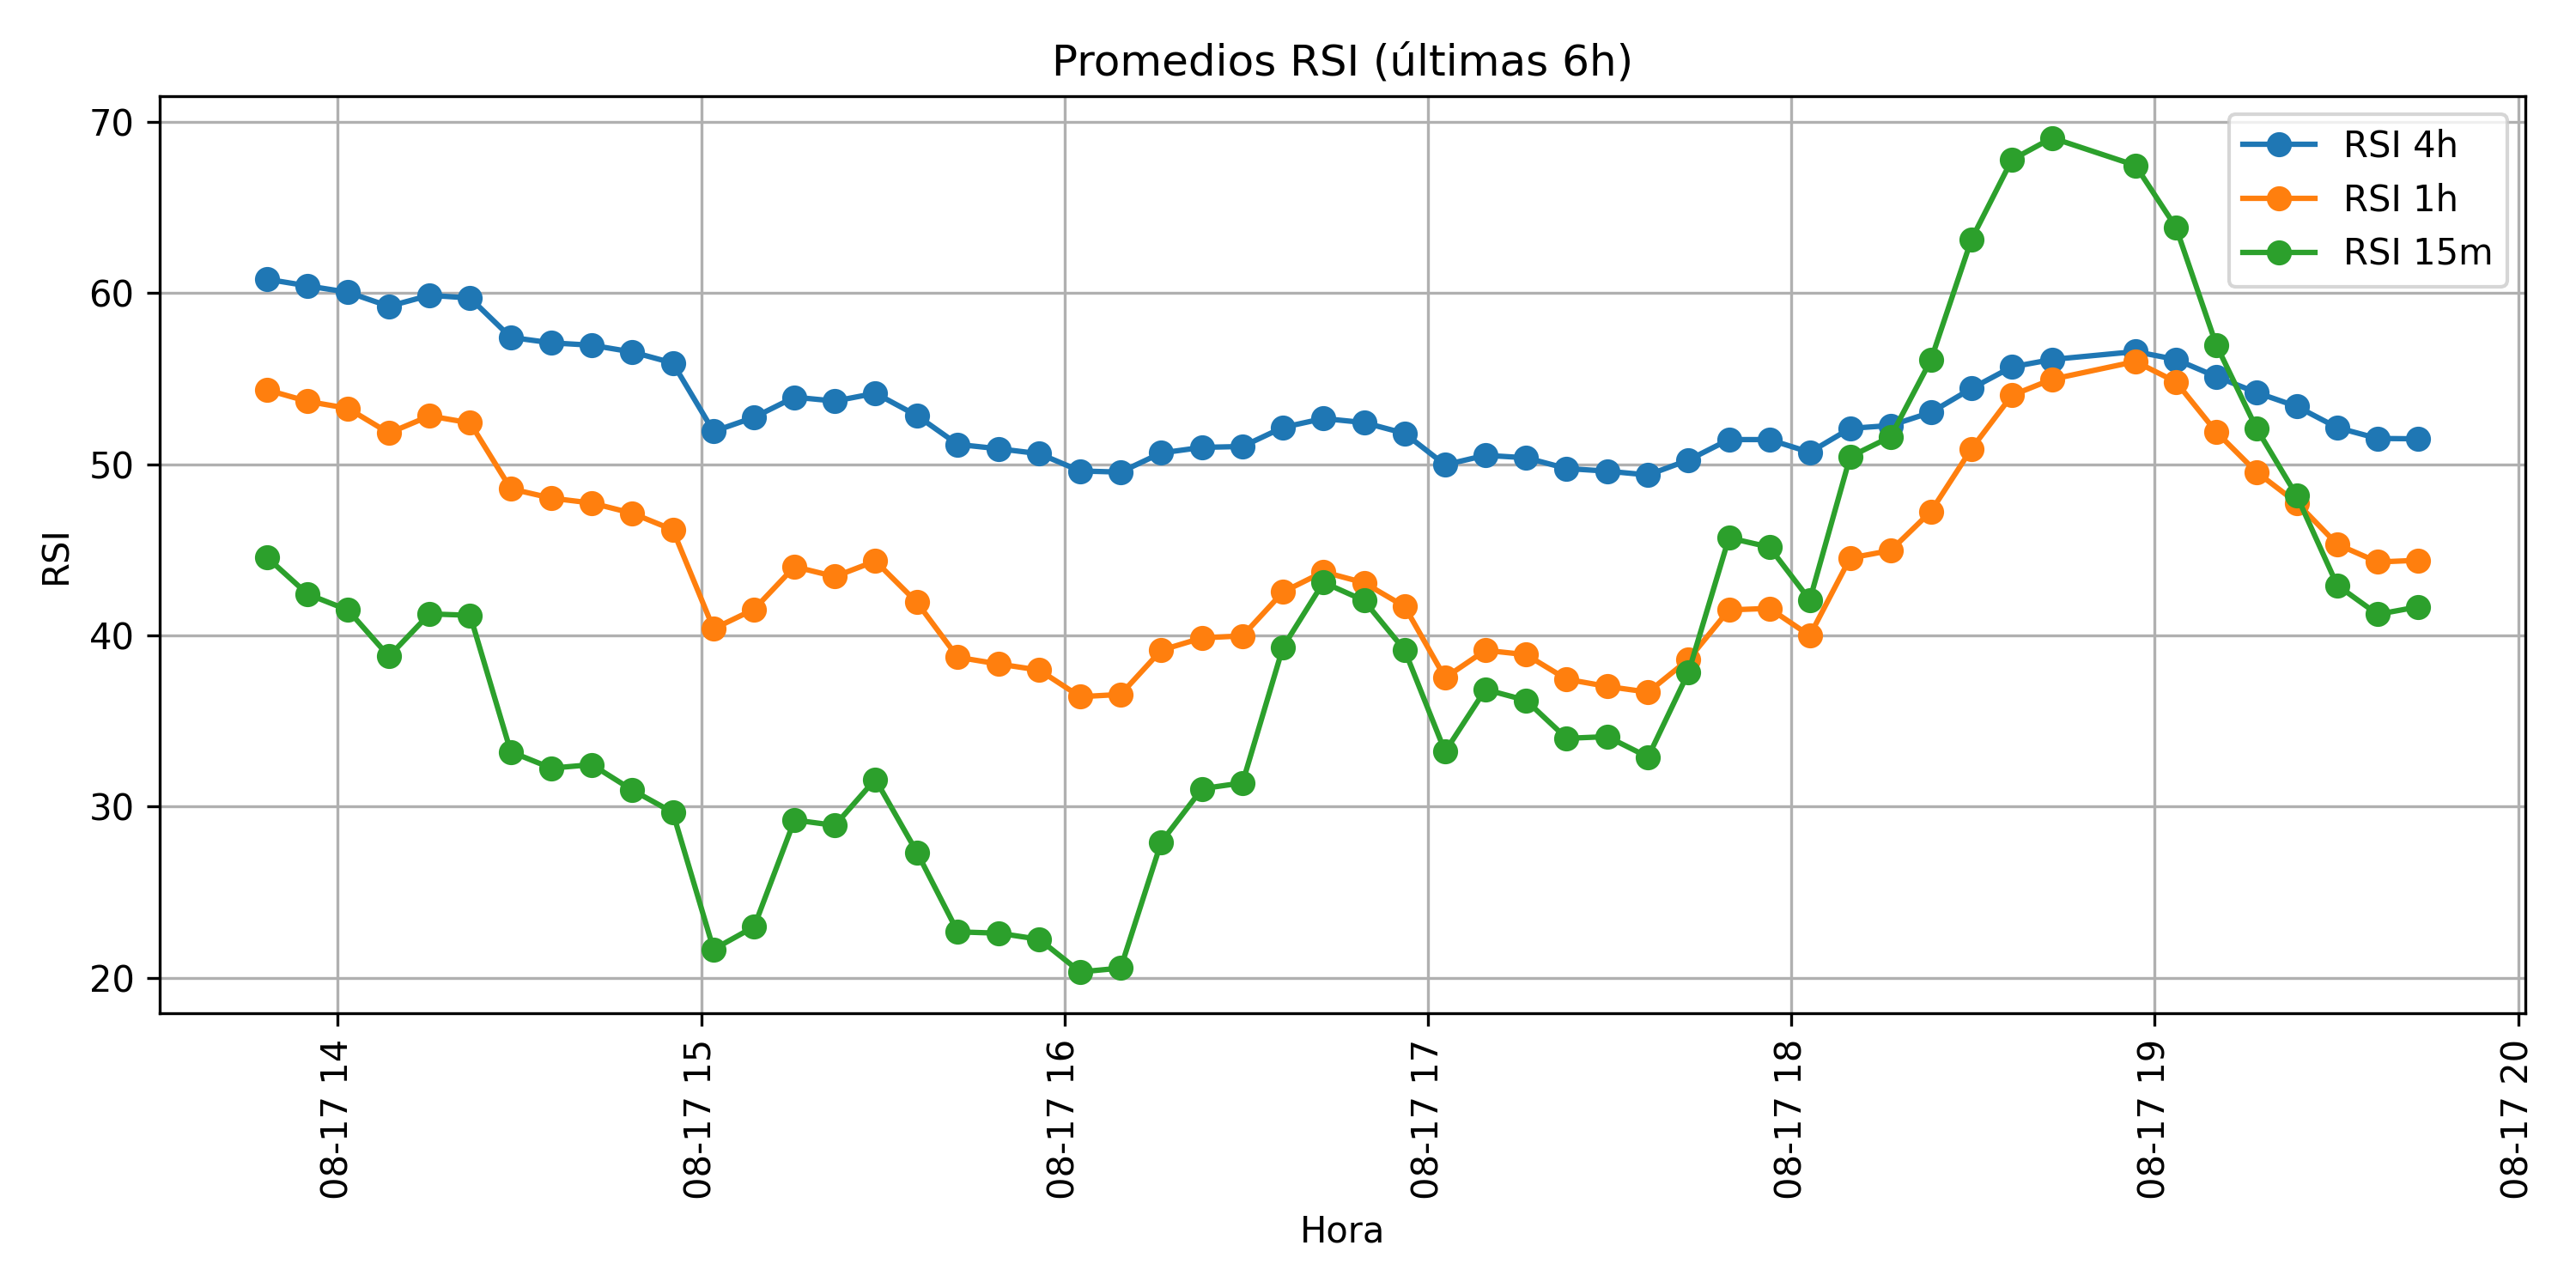 Promedios RSI (últimas 6h)
RSI 4h
RSI 1h
RSI 15m
RSI
70
60
50
40
30
20
08-17 14
08-17 15
08-17 16
08-17 17
08-17 18
08-17 19
08-17 20
Hora